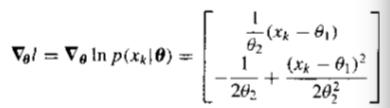 ∇_θ l = ∇_θ ln p(x_k|θ) = [ 1/θ_2 (x_k − θ_1)
− 1/2θ_2 + (x_k − θ_1)^2/2θ_2^2 ]